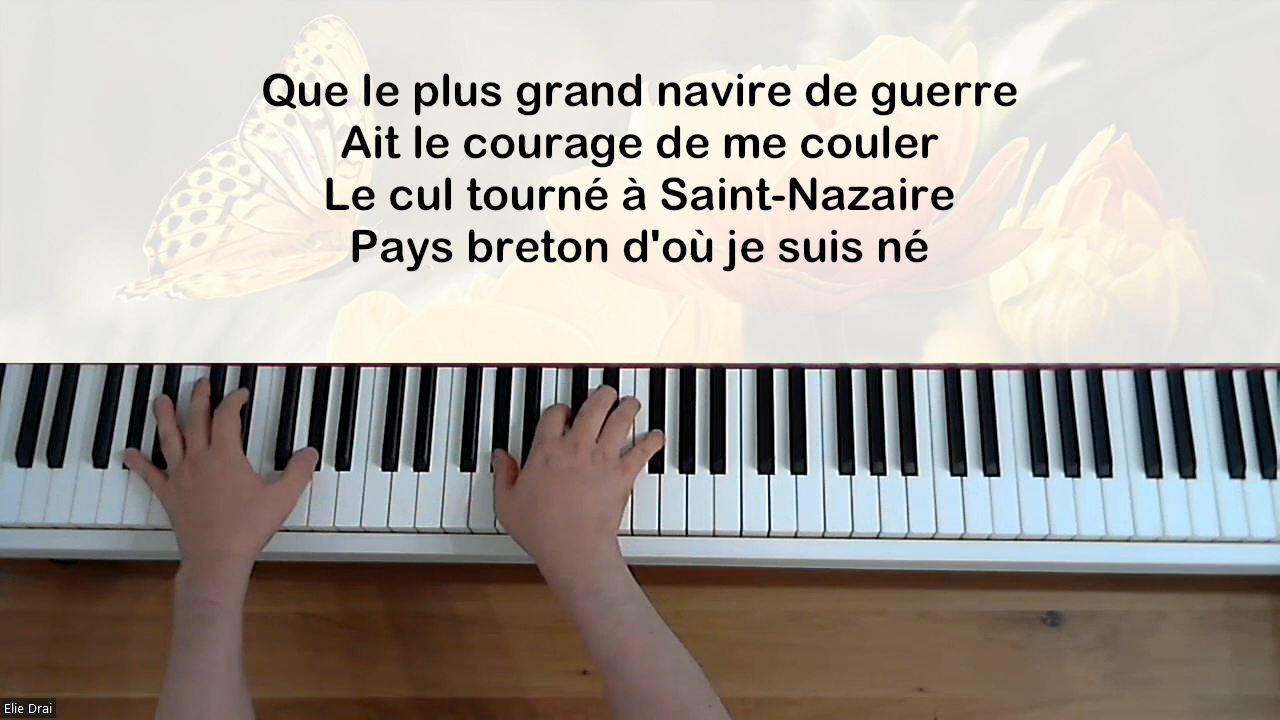 Que le plus grand navire de guerre
Ait le courage de me couler
Le cul tourné à Saint-Nazaire
Pays breton d'où je suis né
Elie Drai